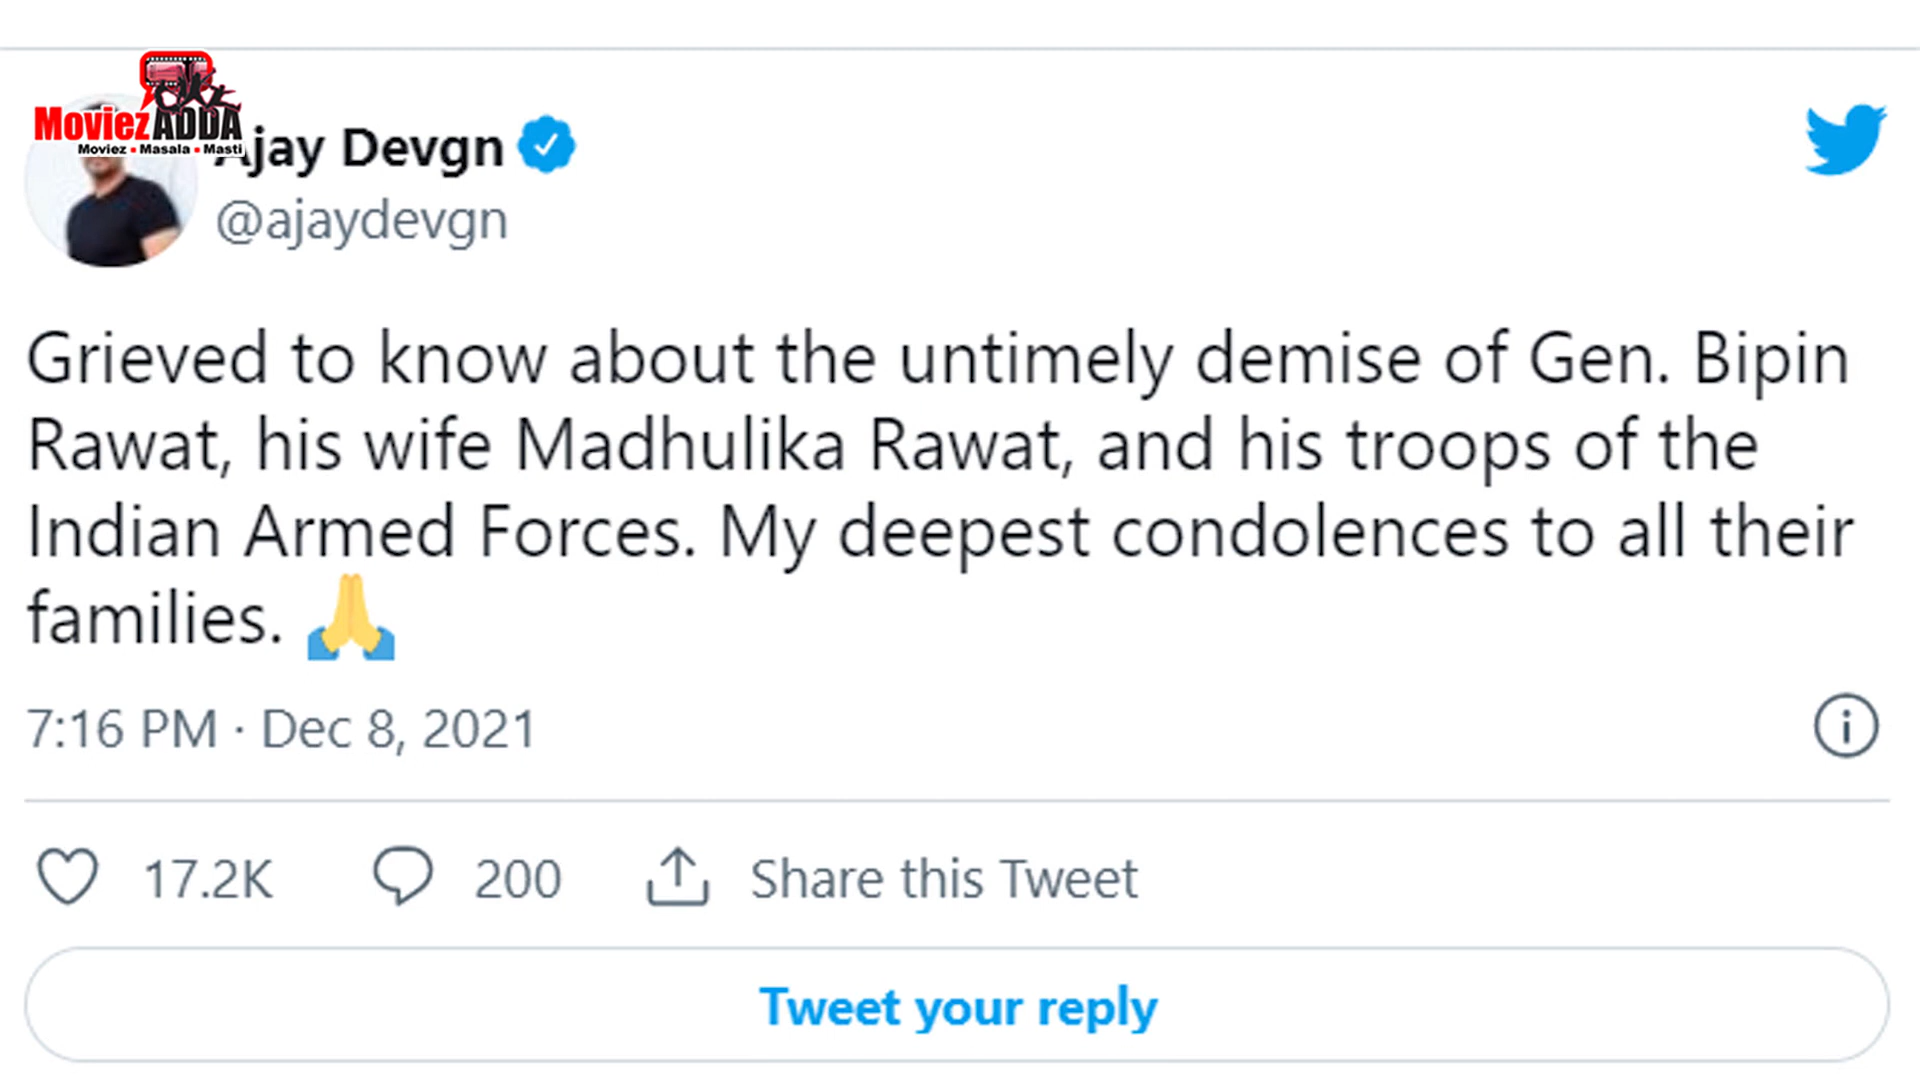 MoviezADDA
Moviez • Masala • Masti
Ajay Devgn
@ajaydevgn
Grieved to know about the untimely demise of Gen. Bipin
Rawat, his wife Madhulika Rawat, and his troops of the
Indian Armed Forces. My deepest condolences to all their
families. 🙏
7:16 PM · Dec 8, 2021
17.2K 200 Share this Tweet
Tweet your reply